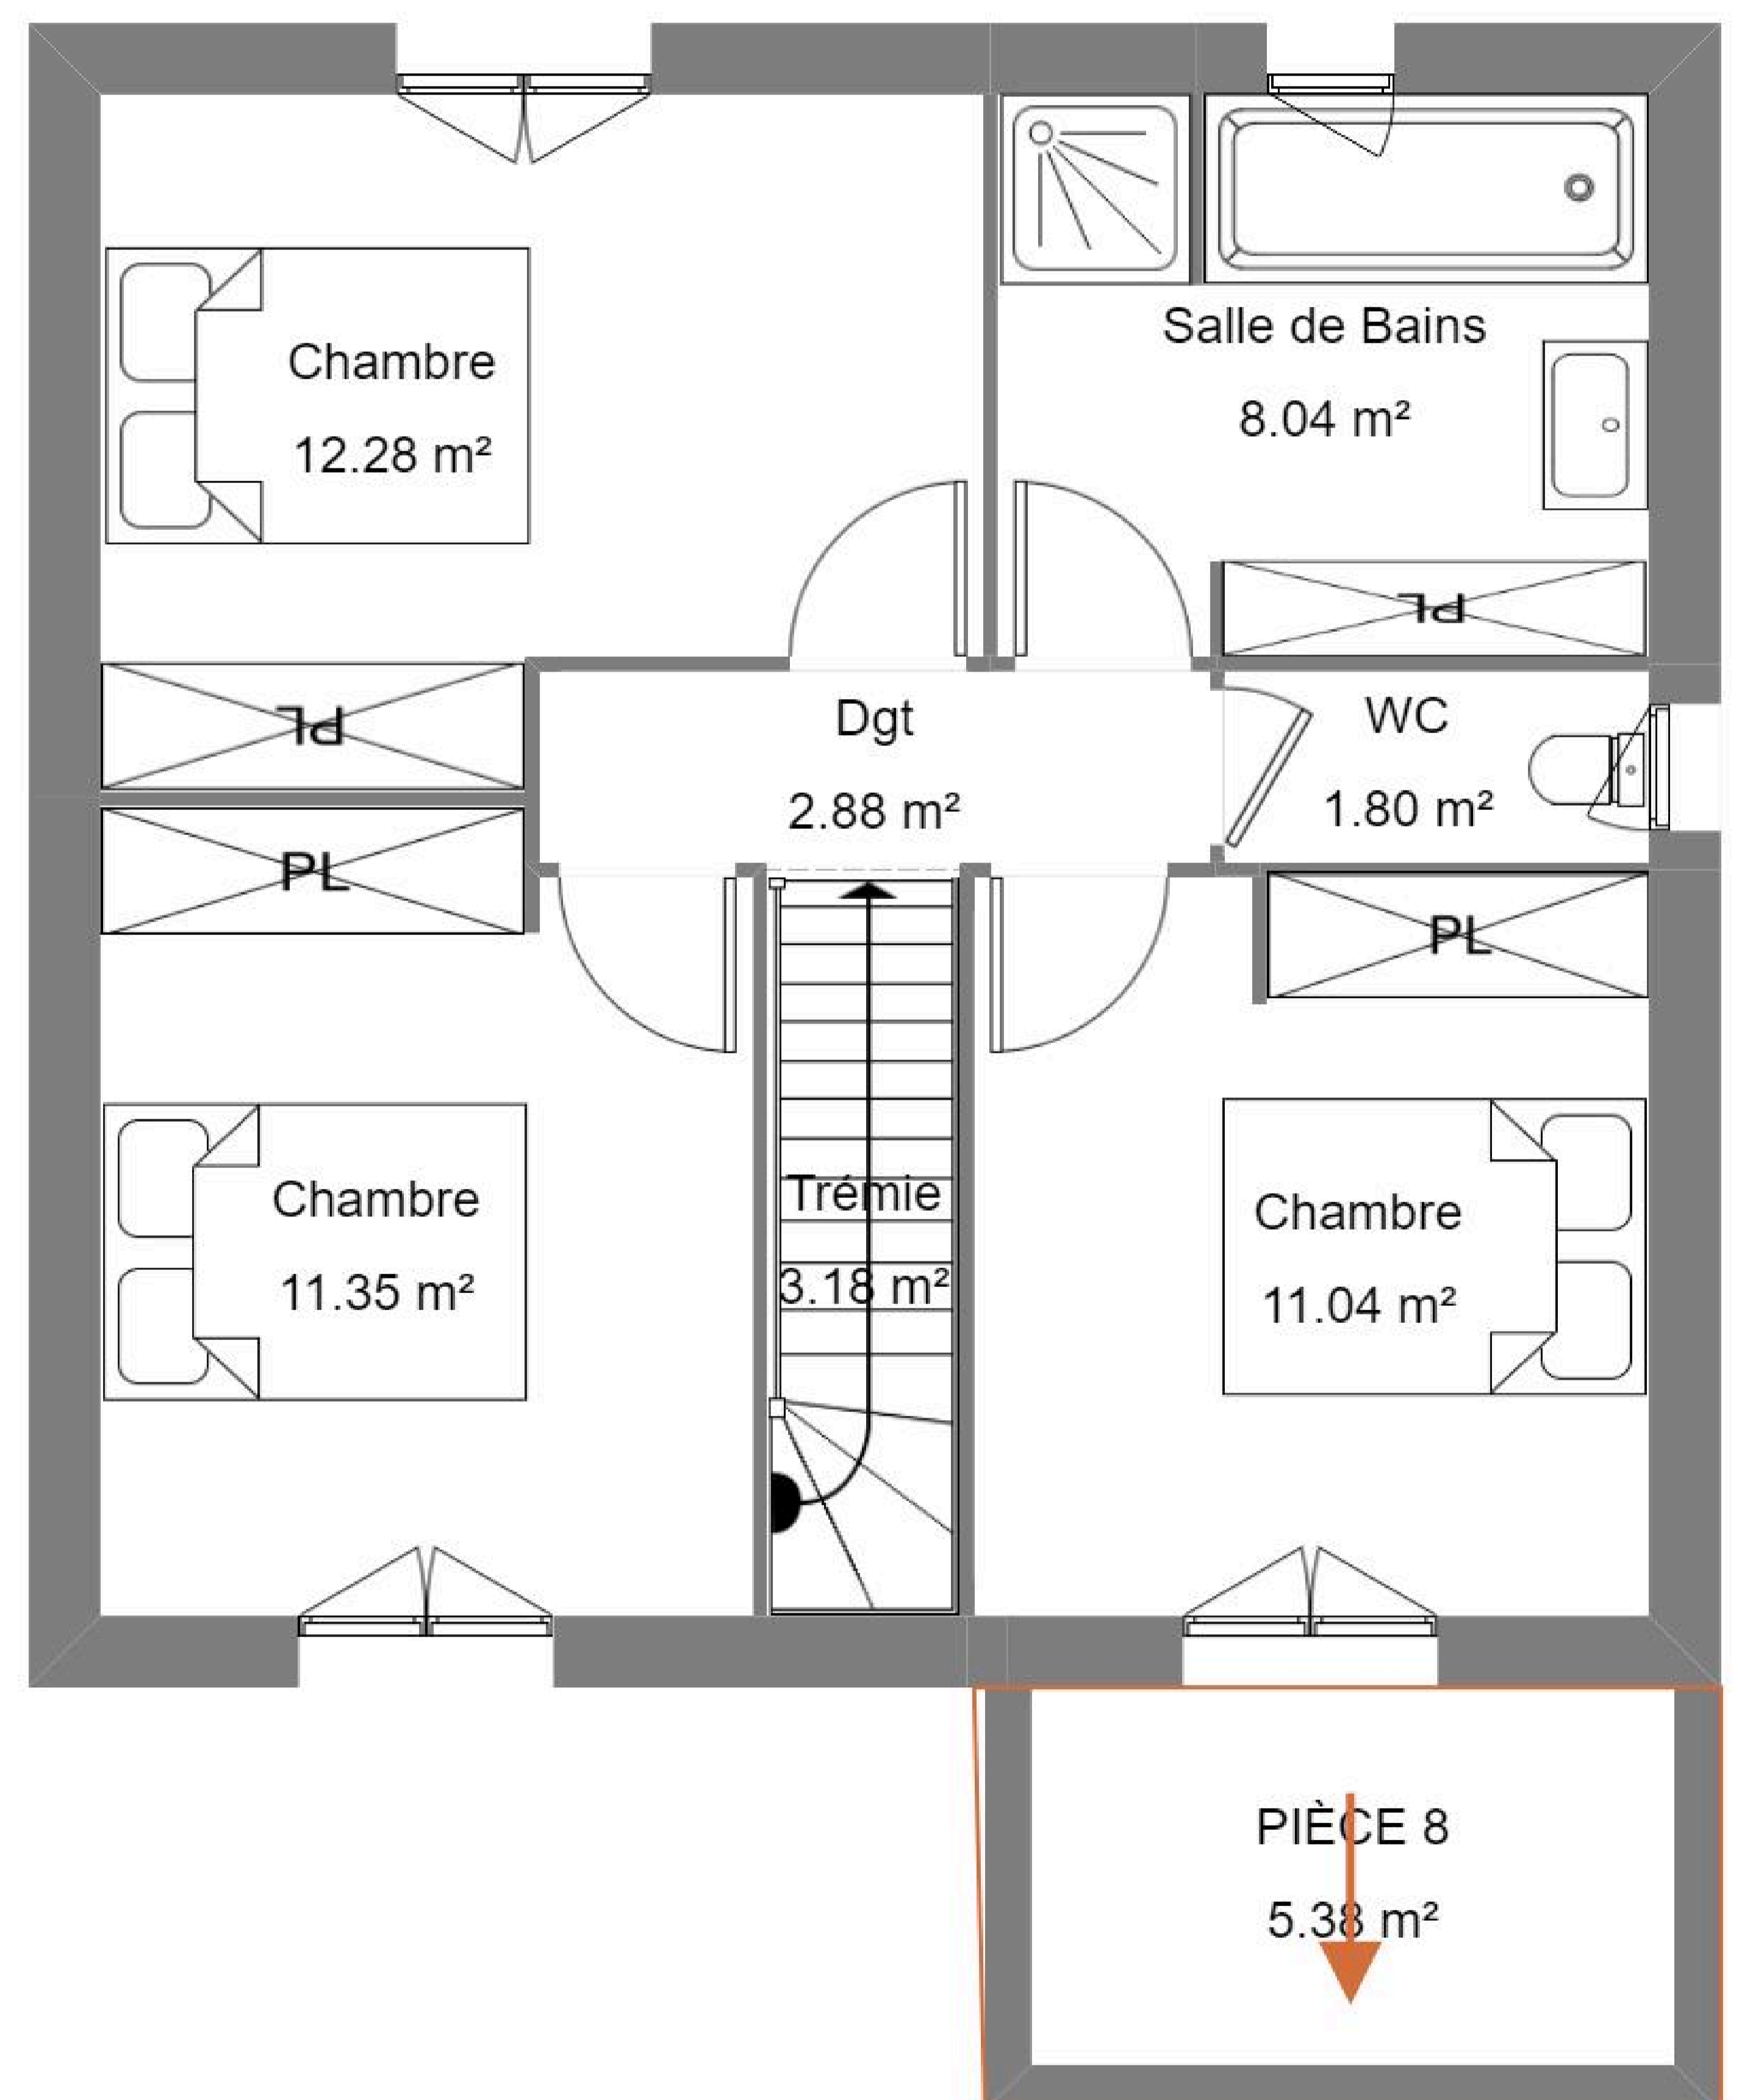 Chambre
12.28 m²
Salle de Bains
8.04 m²
PL
PL
Dgt
2.88 m²
WC
1.80 m²
PL
PL
Chambre
11.35 m²
Trémie
3.18 m²
Chambre
11.04 m²
PIÈCE 8
5.38 m²